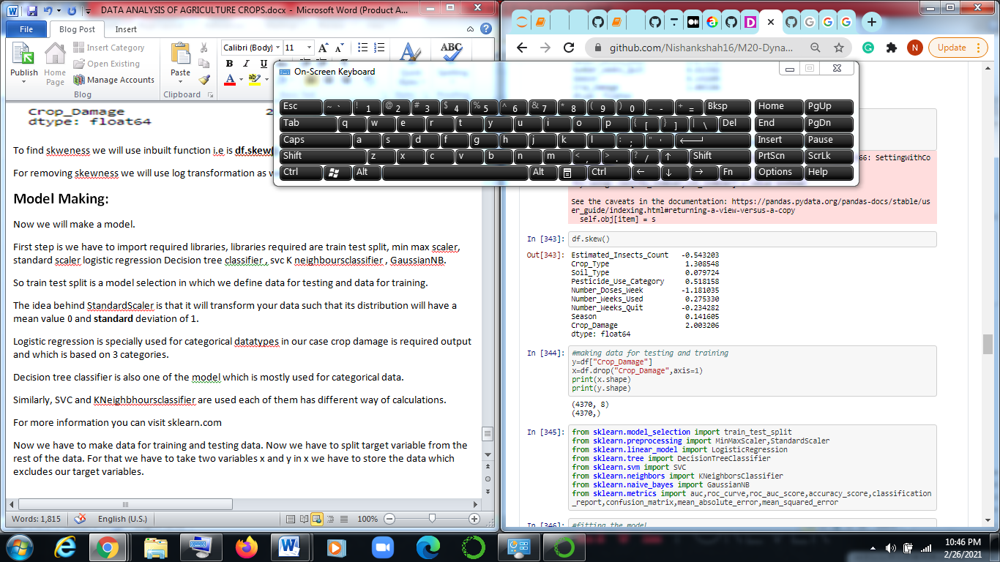 DATA ANALYSIS OF AGRICULTURE CROPS.docx - Microsoft Word (Product A...
File
Blog Post
Insert
Publish
Home Page
Insert Category
Open Existing
Manage Accounts
Blog
Paste
Clipboard
Calibri (Body)
11
B I U
ABC
Crop_Damage 2
dtype: float64
To find skweness we will use inbuilt function i.e is df.skew(
For removing skewness we will use log transformation as w
Model Making:
Now we will make a model.
First step is we have to import required libraries, libraries required are train test split, min max scaler,
standard scaler logistic regression Decision tree classifier , svc K neighboursclassifier , GaussianNB.
So train test split is a model selection in which we define data for testing and data for training.
The idea behind StandardScaler is that it will transform your data such that its distribution will have a
mean value 0 and standard deviation of 1.
Logistic regression is specially used for categorical datatypes in our case crop damage is required output
and which is based on 3 categories.
Decision tree classifier is also one of the model which is mostly used for categorical data.
Similarly, SVC and KNeighbhoursclassifier are used each of them has different way of calculations.
For more information you can visit sklearn.com
Now we have to make data for training and testing data. Now we have to split target variable from the
rest of the data. For that we have to take two variables x and y in x we have to store the data which
excludes our target variables.
Words: 1,815
English (U.S.)
100%
On-Screen Keyboard
Esc ~ ` ! 1 @ 2 # 3 $ 4 % 5 ^ 6 & 7 * 8 ( 9 ) 0 _ - + = Bksp Home PgUp
Tab q w e r t y u i o p { [ } ] | \ Del End PgDn
Caps a s d f g h j k l : ; " ' Insert Pause
Shift z x c v b n m < , > . ? / ↑ Shift PrtScn ScrLk
Ctrl Alt Alt Ctrl ← ↓ → Fn Options Help
github.com/Nishankshah16/M20-Dyna...
N
Update
66: SettingWithCo
See the caveats in the documentation: https://pandas.pydata.org/pandas-docs/stable/us
er_guide/indexing.html#returning-a-view-versus-a-copy
self.obj[item] = s
In [343]: df.skew()
Out[343]: Estimated_Insects_Count -0.543203
Crop_Type 1.308548
Soil_Type 0.079724
Pesticide_Use_Category 0.518158
Number_Doses_Week -1.181035
Number_Weeks_Used 0.275330
Number_Weeks_Quit -0.234282
Season 0.141605
Crop_Damage 2.003206
dtype: float64
In [344]: #making data for testing and training
y=df["Crop_Damage"]
x=df.drop("Crop_Damage",axis=1)
print(x.shape)
print(y.shape)
(4370, 8)
(4370,)
In [345]: from sklearn.model_selection import train_test_split
from sklearn.preprocessing import MinMaxScaler,StandardScaler
from sklearn.linear_model import LogisticRegression
from sklearn.tree import DecisionTreeClassifier
from sklearn.svm import SVC
from sklearn.neighbors import KNeighborsClassifier
from sklearn.naive_bayes import GaussianNB
from sklearn.metrics import auc,roc_curve,roc_auc_score,accuracy_score,classification
_report,confusion_matrix,mean_absolute_error,mean_squared_error
In [346]: #fitting the model
10:46 PM
2/26/2021